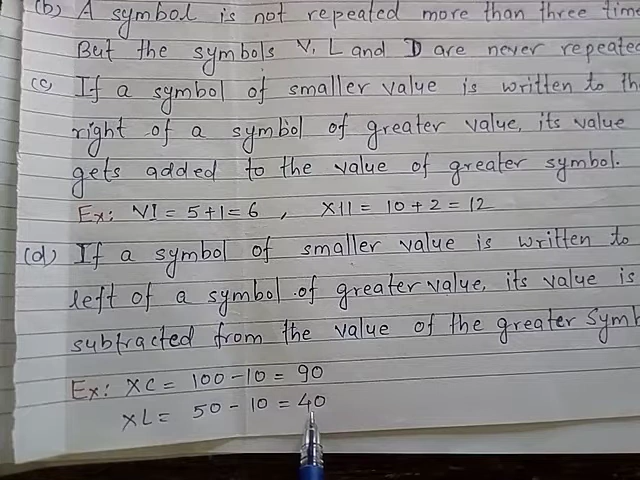 (b) A symbol is not repeated more than three time
But the symbols V, L and D are never repeated
(c) If a symbol of smaller value is written to th
right of a symbol of greater value, its value
gets added to the value of greater symbol.
Ex: VI = 5+1=6 , XII = 10+2=12
(d) If a symbol of smaller value is written to
left of a symbol of greater value, its value is
subtracted from the value of the greater Symb
Ex: XC = 100-10 = 90
XL = 50-10 = 40